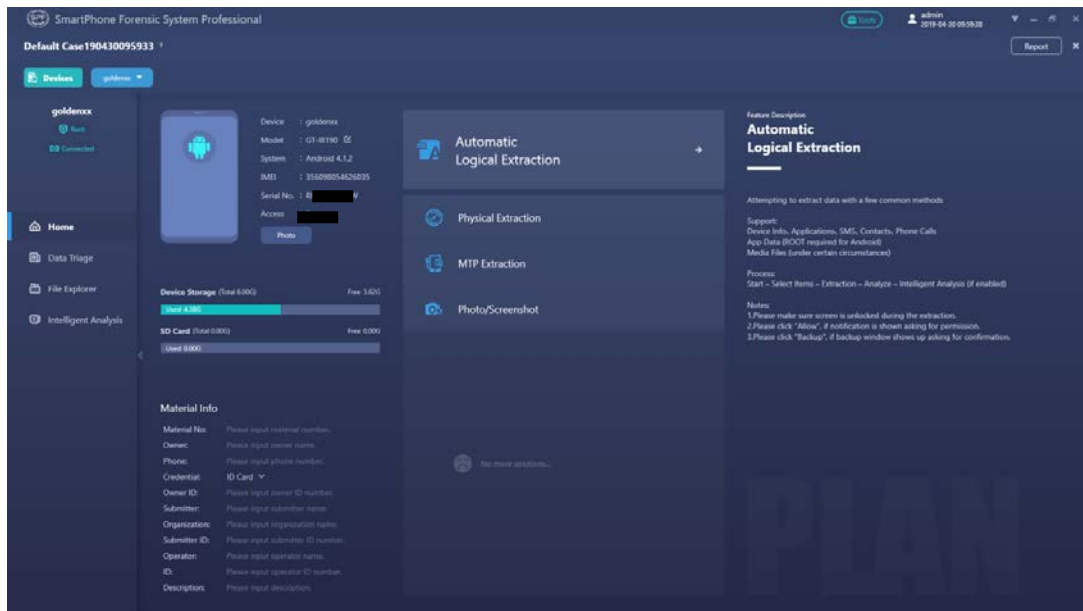 SPF SmartPhone Forensic System Professional
Tools
admin
2019-04-30 09:59:38
Default Case190430095933
Report
Devices
goldenxx
goldenxx
Root
Connected
Home
Data Triage
File Explorer
Intelligent Analysis
Device : goldenxx
Model : GT-I8190
System : Android 4.1.2
IMEI : 356098054626035
Serial No. : R
Access
Photo
Device Storage (Total 8.00G) Free 3.62G
Used 4.38G
SD Card (Total 0.00G) Free 0.00G
Used 0.00G
Material Info
Material No: Please input material number.
Owner: Please input owner name.
Phone: Please input phone number.
Credential: ID Card
Owner ID: Please input owner ID number.
Submitter: Please input submitter name.
Organization: Please input organization name.
Submitter ID: Please input submitter ID number.
Operator: Please input operator name.
ID: Please input operator ID number.
Description: Please input description.
Automatic
Logical Extraction
Physical Extraction
MTP Extraction
Photo/Screenshot
No more solutions...
Feature Description
Automatic
Logical Extraction
Attempting to extract data with a few common methods
Support:
Device Info, Applications, SMS, Contacts, Phone Calls
App Data (ROOT required for Android)
Media Files (under certain circumstances)
Process:
Start – Select Items – Extraction – Analyze – Intelligent Analysis (if enabled)
Notes:
1.Please make sure screen is unlocked during the extraction.
2.Please click "Allow", if notification is shown asking for permission.
3.Please click "Backup", if backup window shows up asking for confirmation.
PLAN